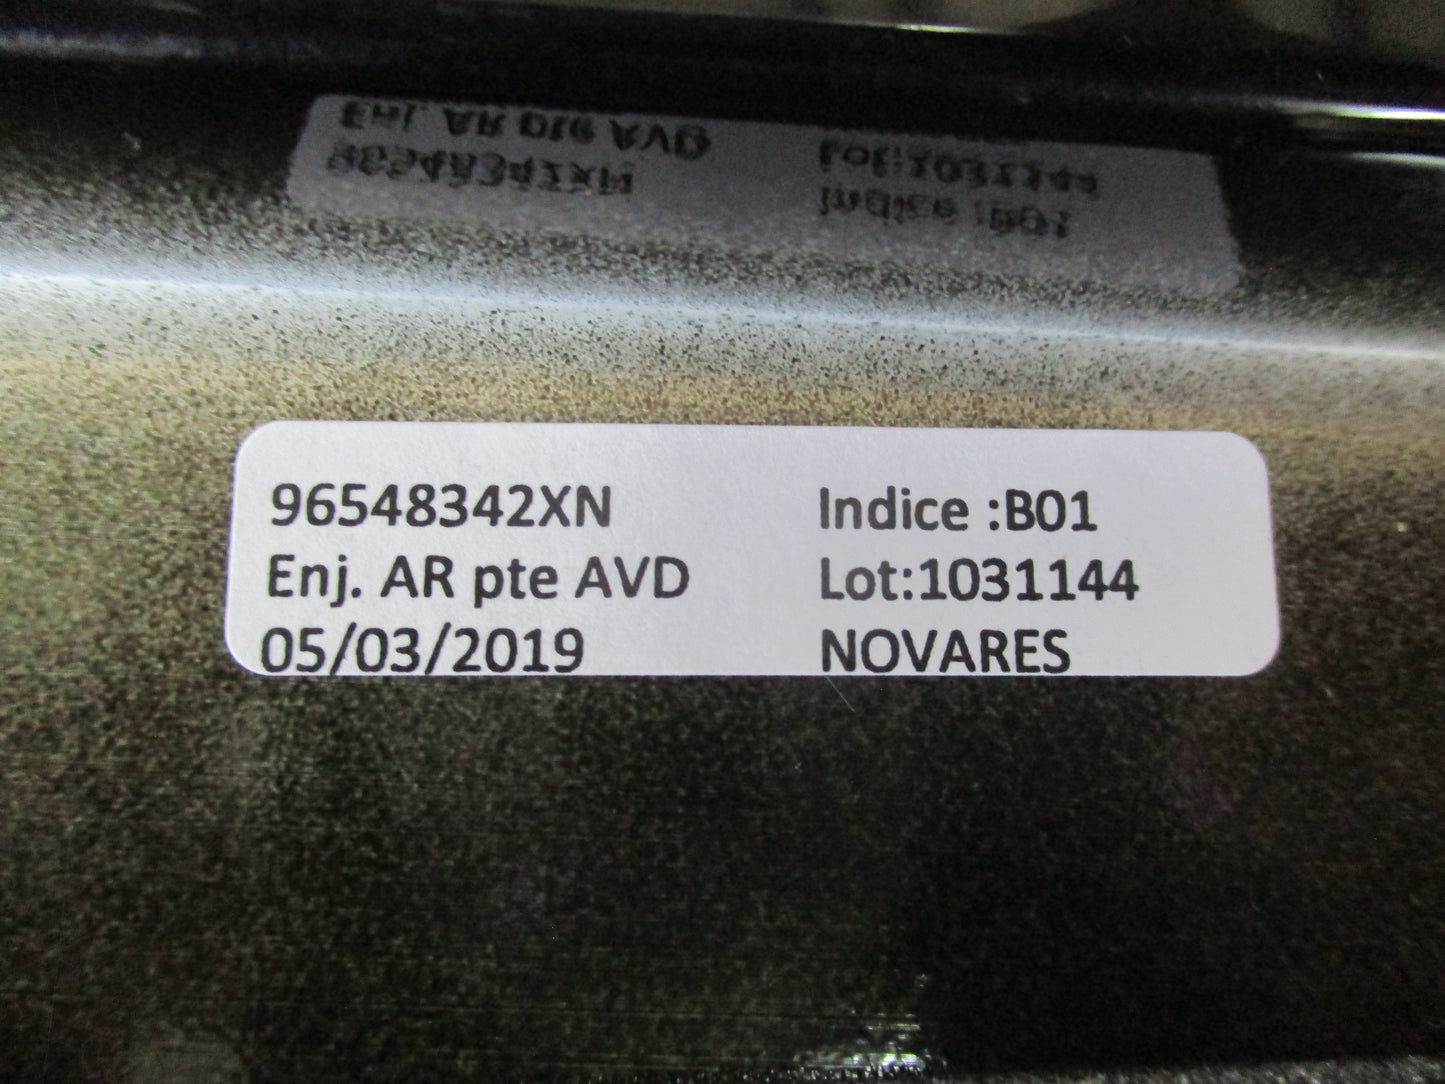 96548342XN Indice :B01
Enj. AR pte AVD Lot:1031144
05/03/2019 NOVARES